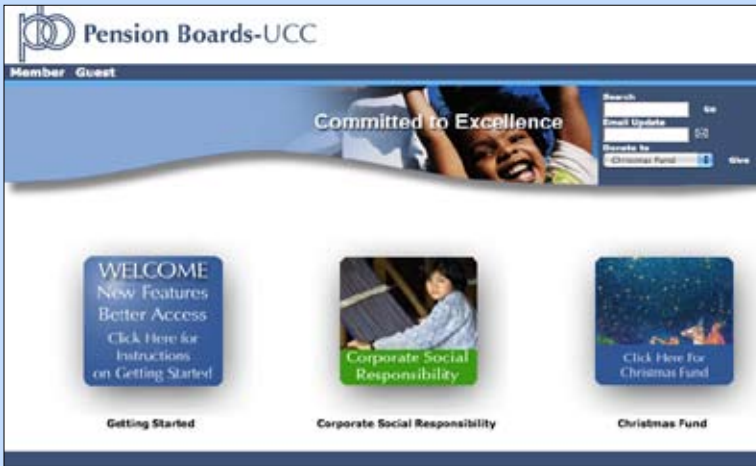 pb Pension Boards-UCC
Member Guest
Committed to Excellence
Search
Go
Email Update
Donate to
Christmas Fund
Give
WELCOME
New Features
Better Access
Click Here for
Instructions
on Getting Started
Corporate Social
Responsibility
Click Here For
Christmas Fund
Getting Started
Corporate Social Responsibility
Christmas Fund